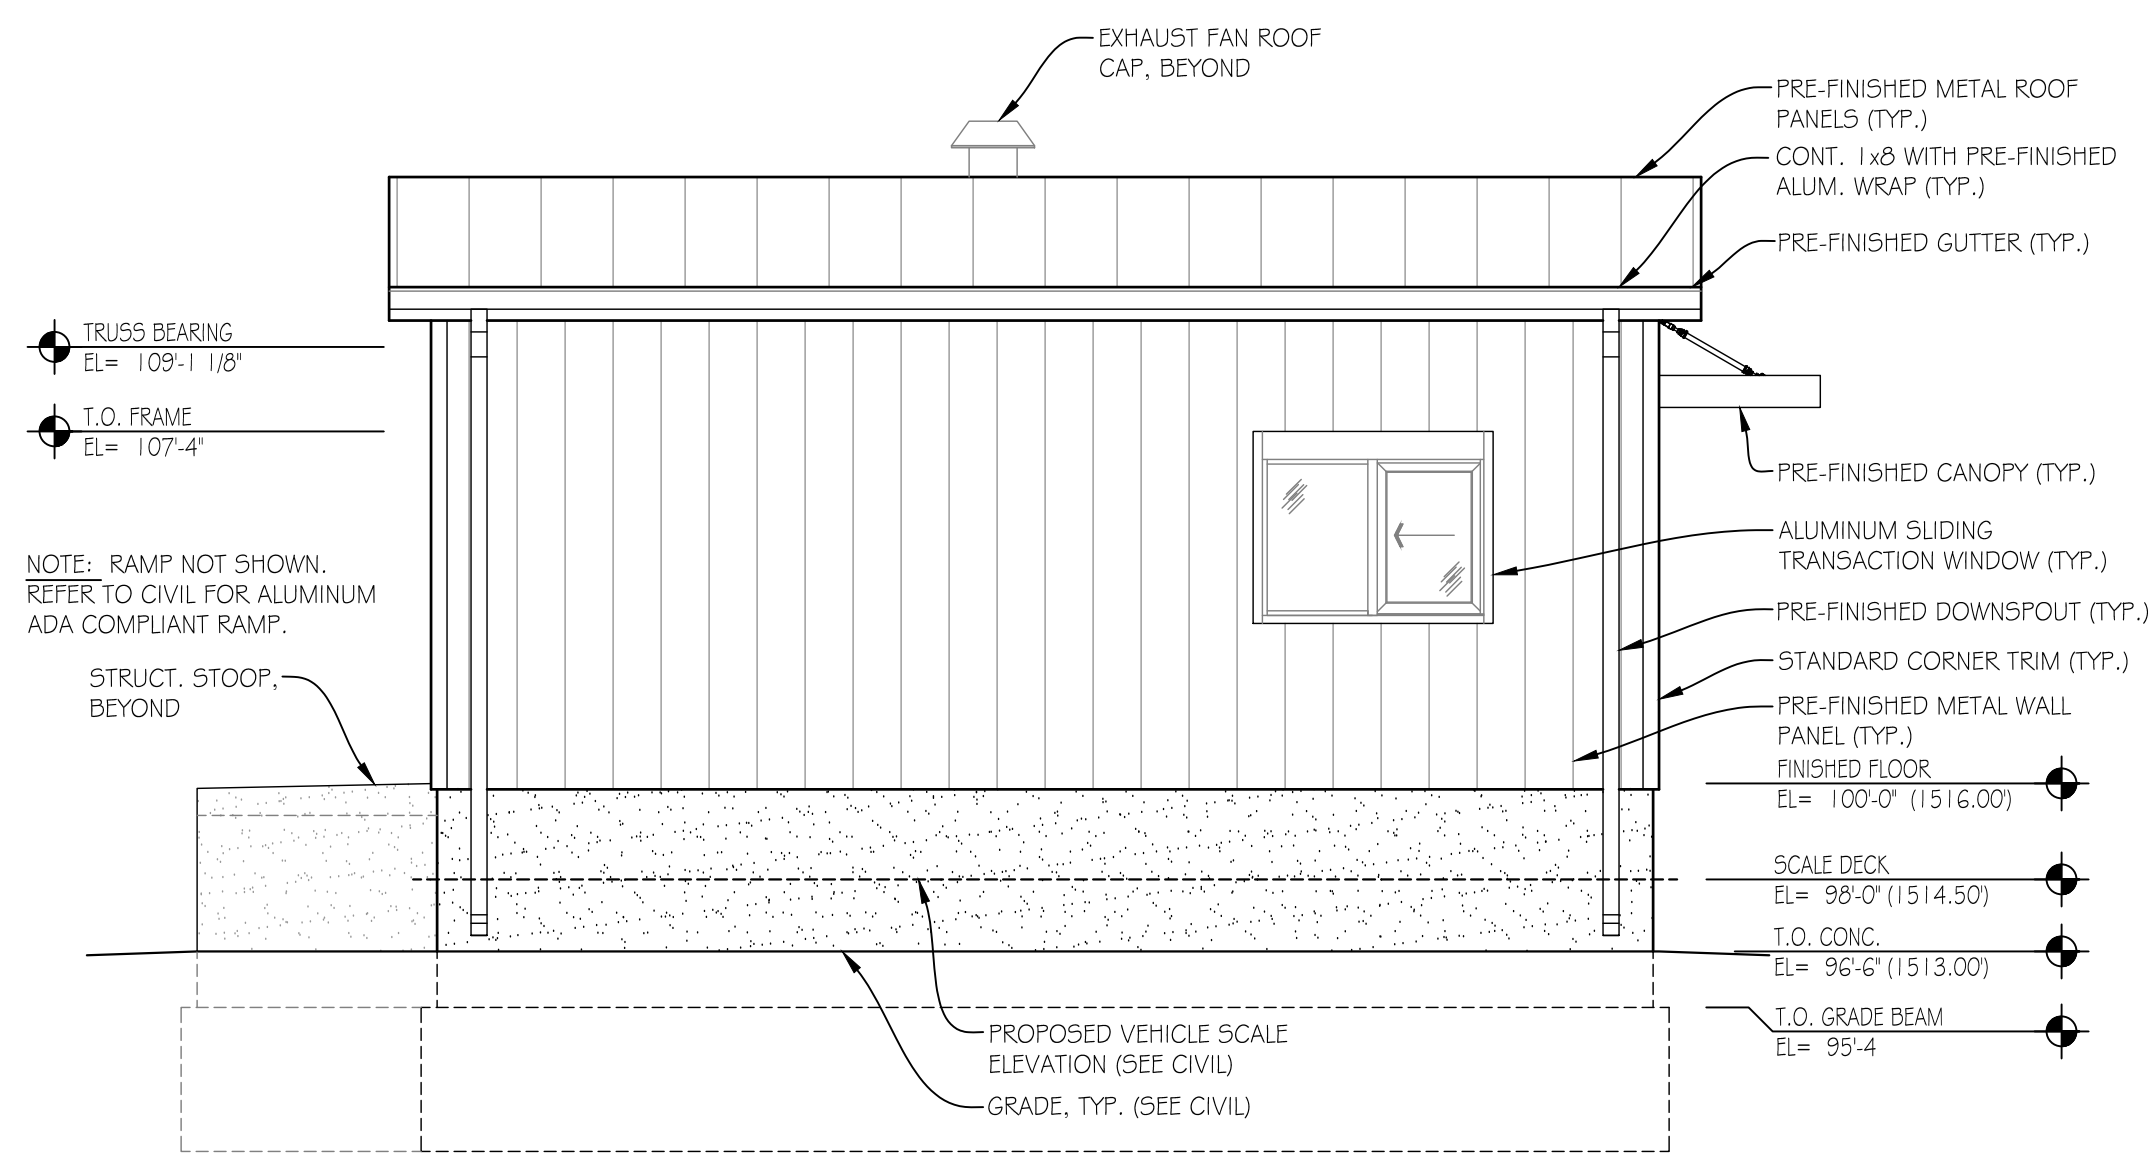 EXHAUST FAN ROOF
CAP, BEYOND
PRE-FINISHED METAL ROOF
PANELS (TYP.)
CONT. 1x8 WITH PRE-FINISHED
ALUM. WRAP (TYP.)
PRE-FINISHED GUTTER (TYP.)
TRUSS BEARING
EL= 109'-1 1/8"
T.O. FRAME
EL= 107'-4"
NOTE: RAMP NOT SHOWN.
REFER TO CIVIL FOR ALUMINUM
ADA COMPLIANT RAMP.
STRUCT. STOOP,
BEYOND
PRE-FINISHED CANOPY (TYP.)
ALUMINUM SLIDING
TRANSACTION WINDOW (TYP.)
PRE-FINISHED DOWNSPOUT (TYP.)
STANDARD CORNER TRIM (TYP.)
PRE-FINISHED METAL WALL
PANEL (TYP.)
FINISHED FLOOR
EL= 100'-0" (1516.00')
SCALE DECK
EL= 98'-0" (1514.50')
T.O. CONC.
EL= 96'-6" (1513.00')
T.O. GRADE BEAM
EL= 95'-4
PROPOSED VEHICLE SCALE
ELEVATION (SEE CIVIL)
GRADE, TYP. (SEE CIVIL)